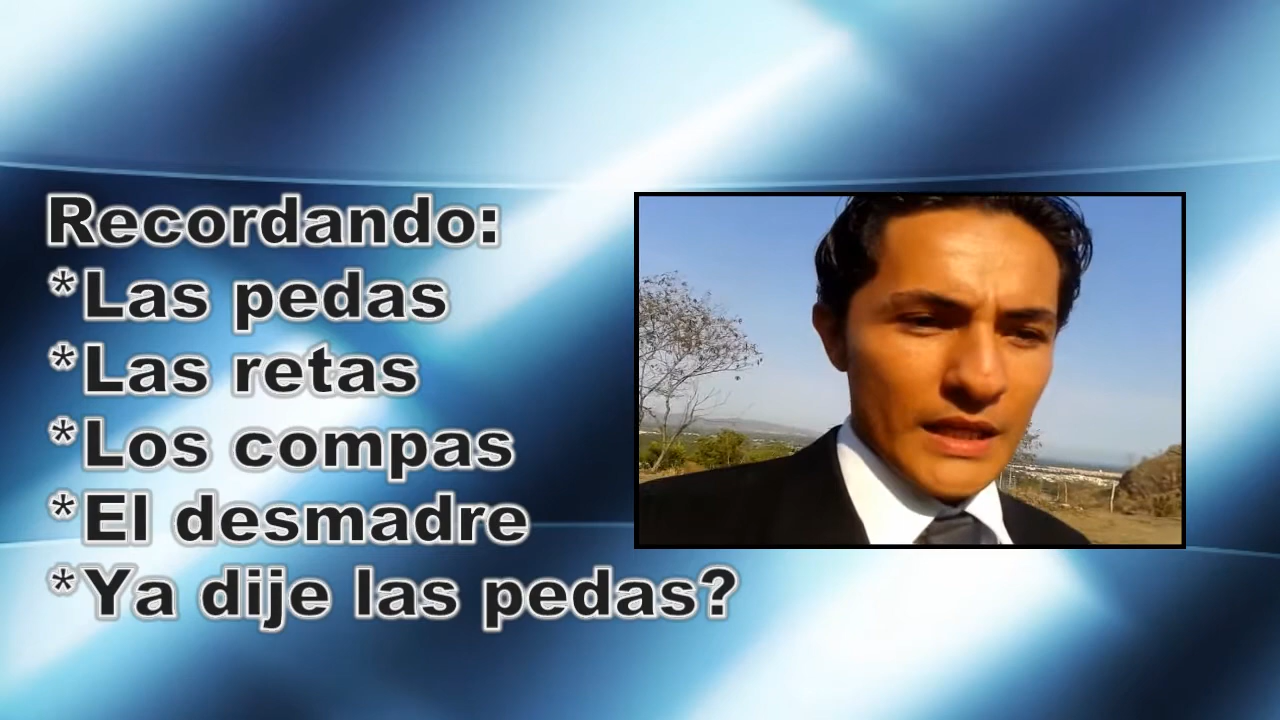 Recordando:
*Las pedas
*Las retas
*Los compas
*El desmadre
*Ya dije las pedas?